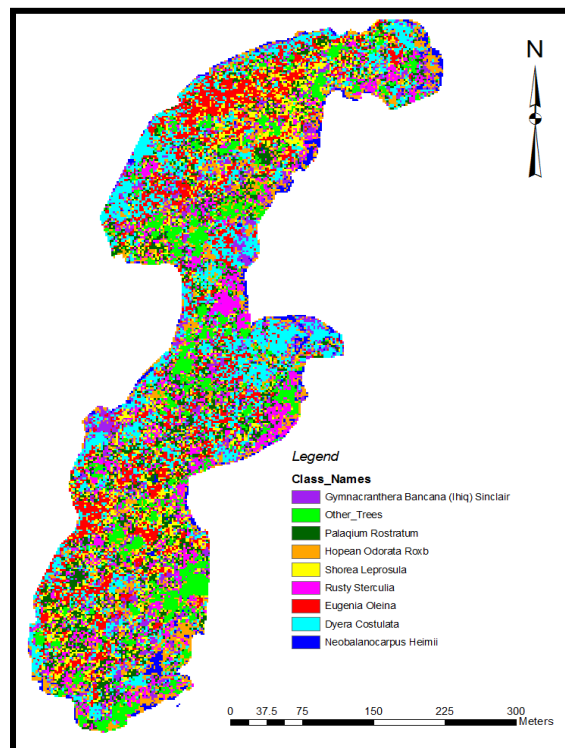 N
Legend
Class_Names
Gymnacranthera Bancana (Ihiq) Sinclair
Other_Trees
Palaqium Rostratum
Hopean Odorata Roxb
Shorea Leprosula
Rusty Sterculia
Eugenia Oleina
Dyera Costulata
Neobalanocarpus Heimii
0 37.5 75 150 225 300
Meters